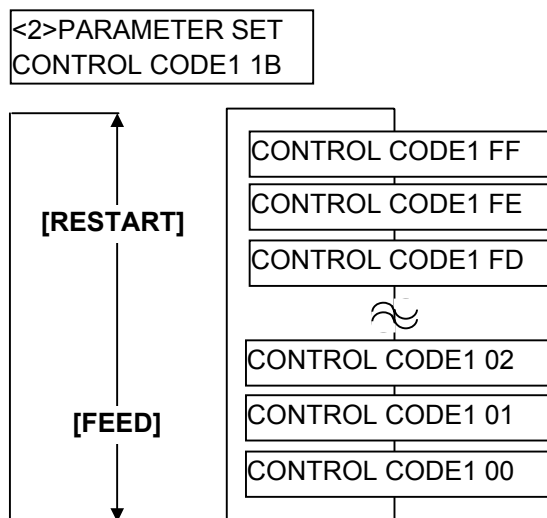 <2>PARAMETER SET
CONTROL CODE1 1B
CONTROL CODE1 FF
CONTROL CODE1 FE
[RESTART]
CONTROL CODE1 FD
CONTROL CODE1 02
CONTROL CODE1 01
[FEED]
CONTROL CODE1 00